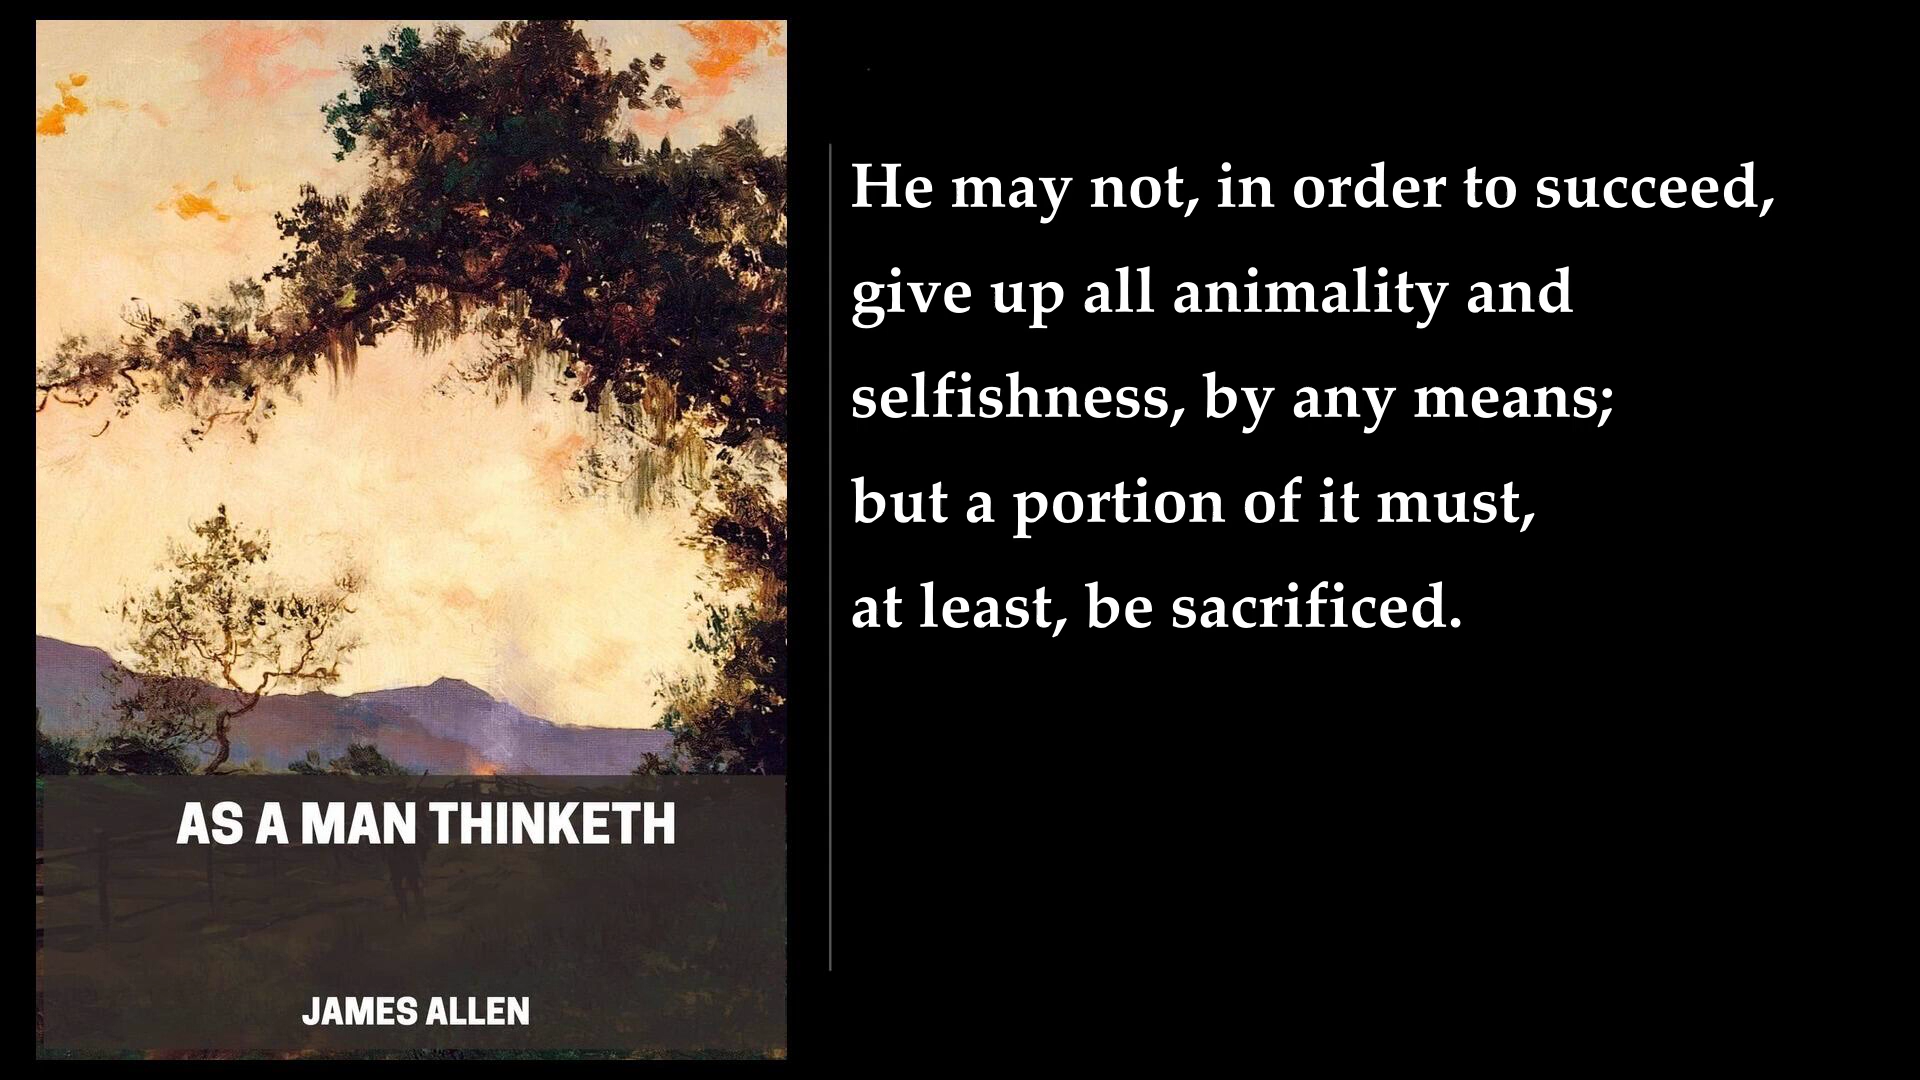 AS A MAN THINKETH
JAMES ALLEN
He may not, in order to succeed,
give up all animality and
selfishness, by any means;
but a portion of it must,
at least, be sacrificed.